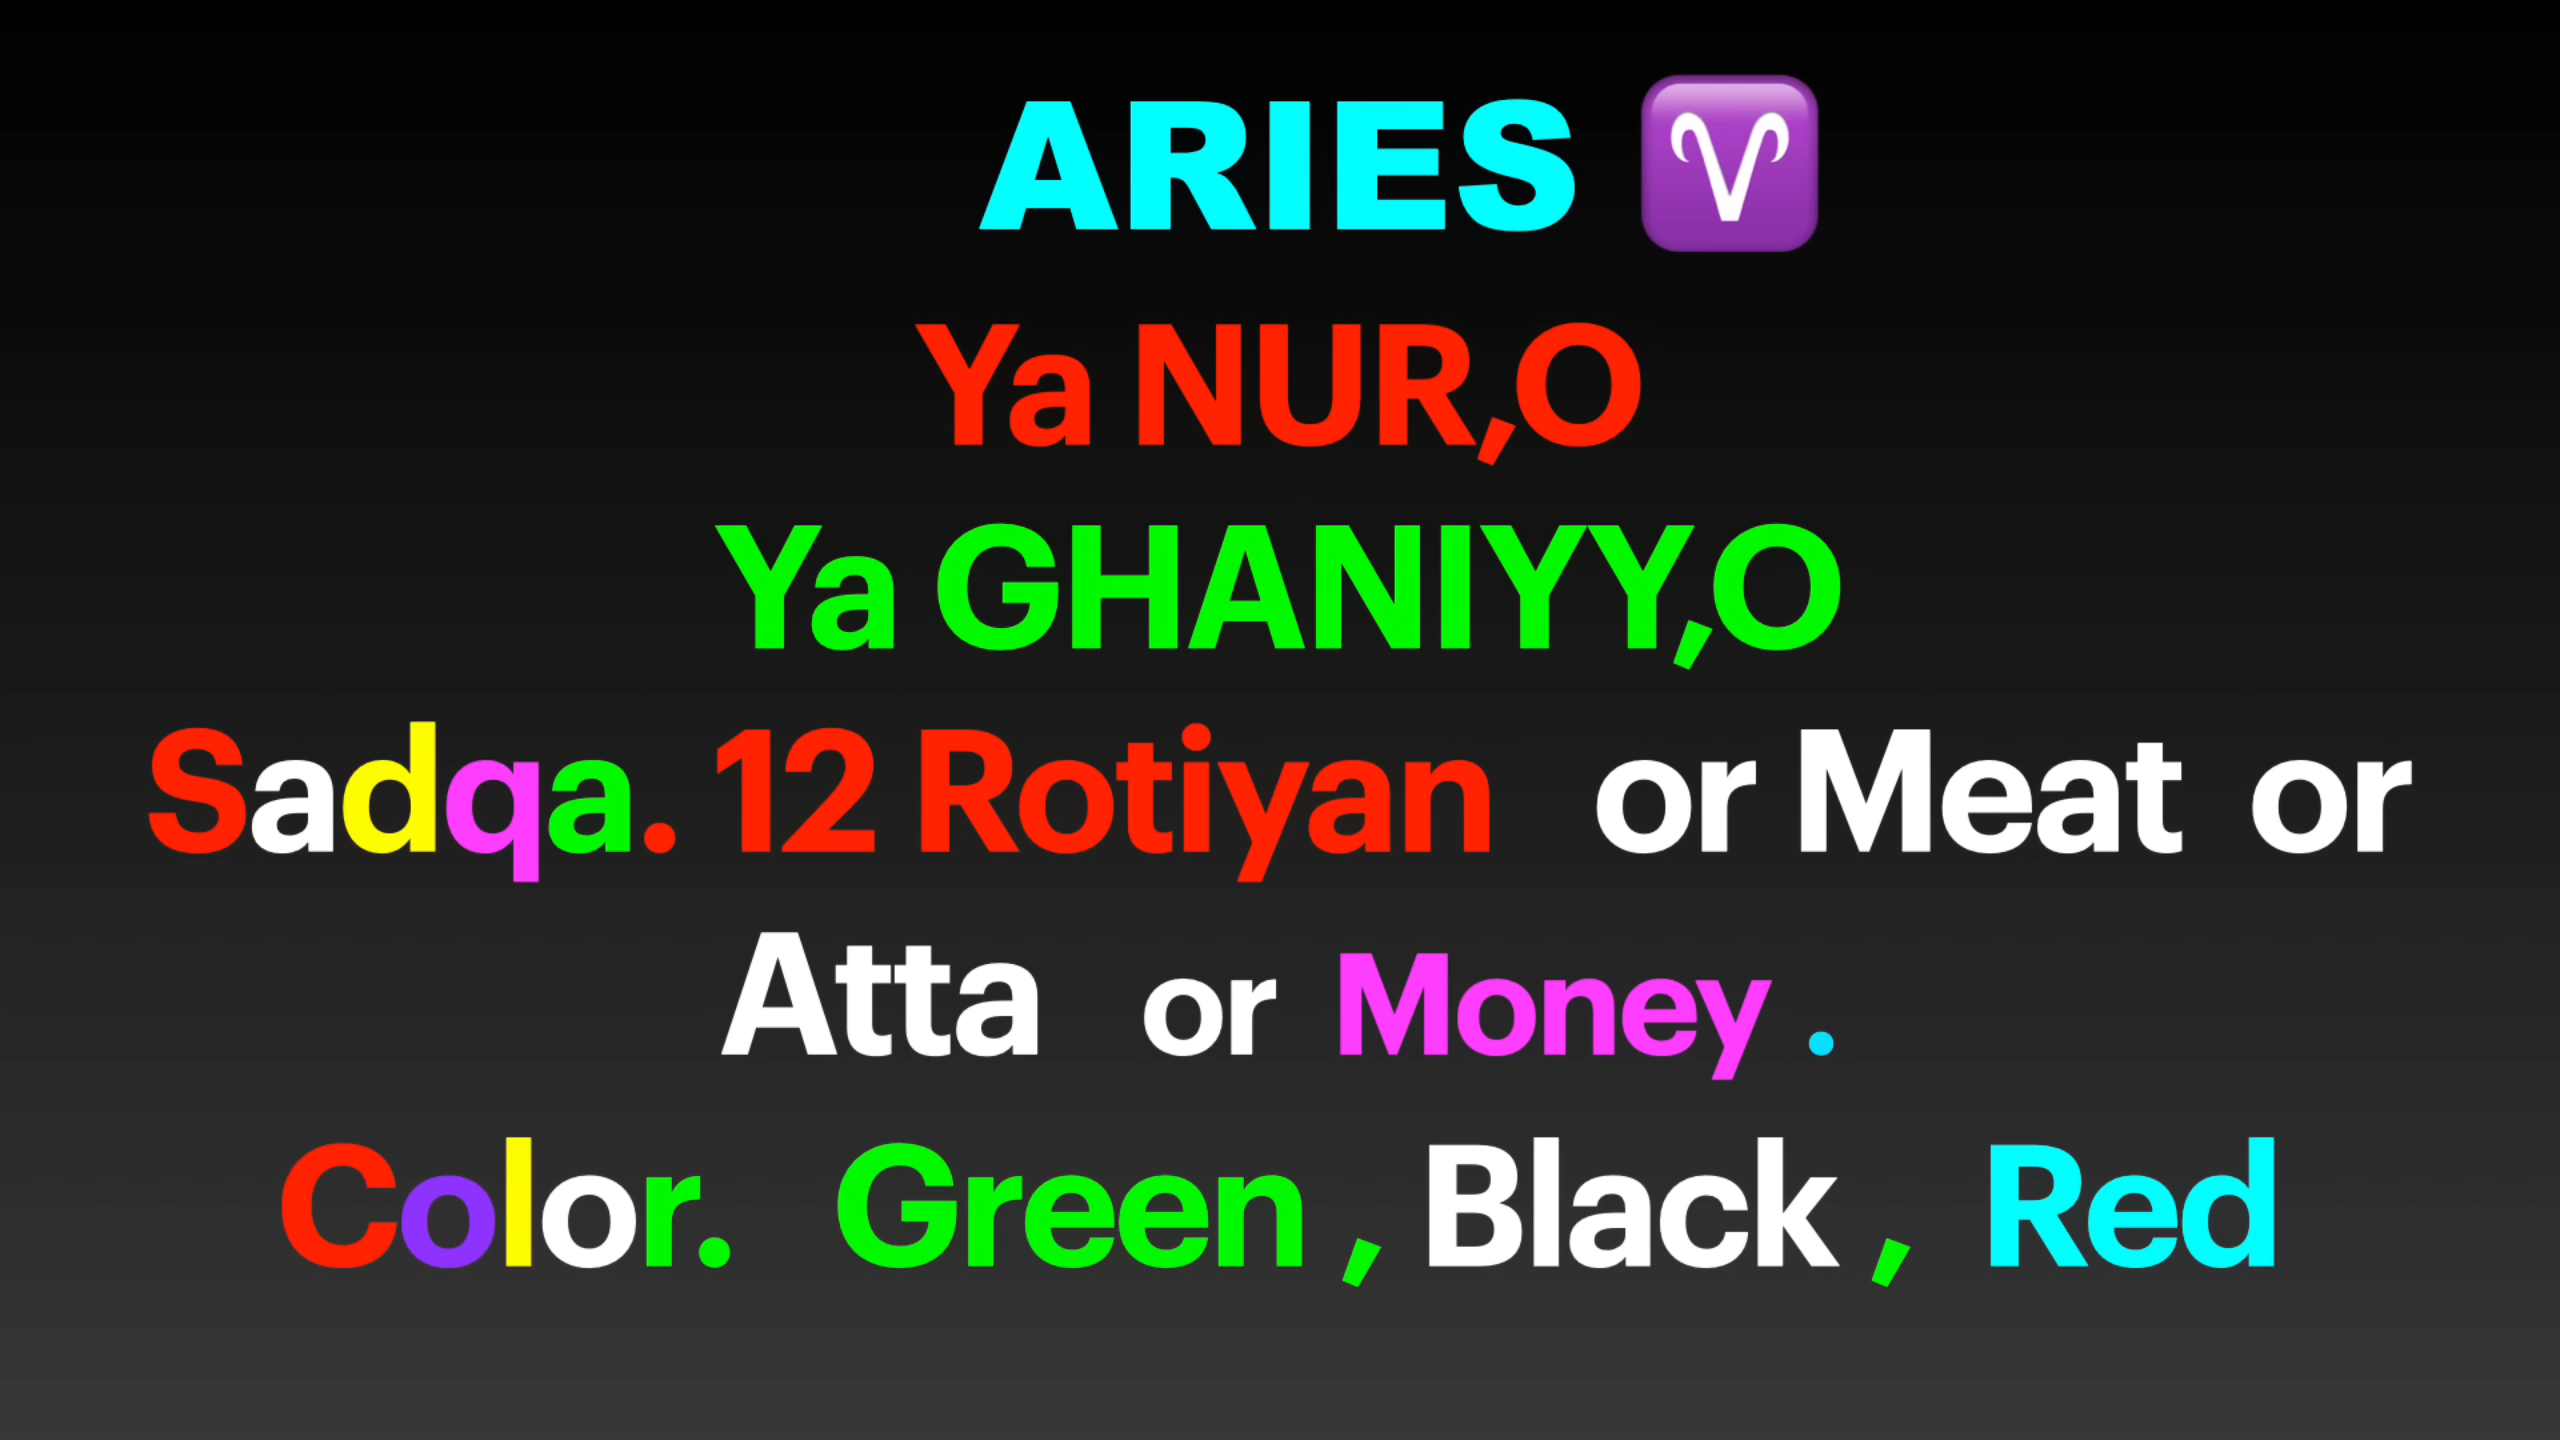 ARIES ♈
Ya NUR,O
Ya GHANIYY,O
Sadqa. 12 Rotiyan or Meat or
Atta or Money .
Color. Green , Black , Red